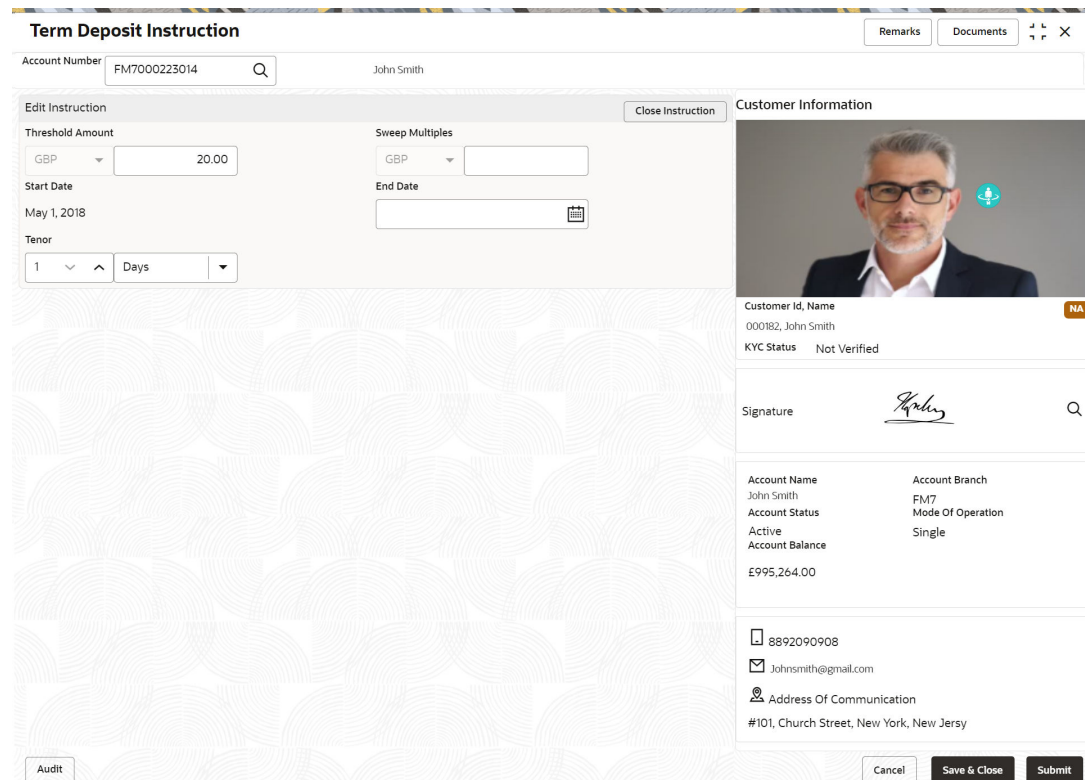 Term Deposit Instruction
Remarks
Documents
Account Number
FM7000223014
John Smith
Edit Instruction
Close Instruction
Threshold Amount
Sweep Multiples
GBP
20.00
GBP
Start Date
End Date
May 1, 2018
Tenor
1
Days
Customer Information
Customer Id, Name
NA
000182, John Smith
KYC Status Not Verified
Signature
Account Name
Account Branch
John Smith
FM7
Account Status
Mode Of Operation
Active
Single
Account Balance
£995,264.00
8892090908
Johnsmith@gmail.com
Address Of Communication
#101, Church Street, New York, New Jersy
Audit
Cancel
Save & Close
Submit